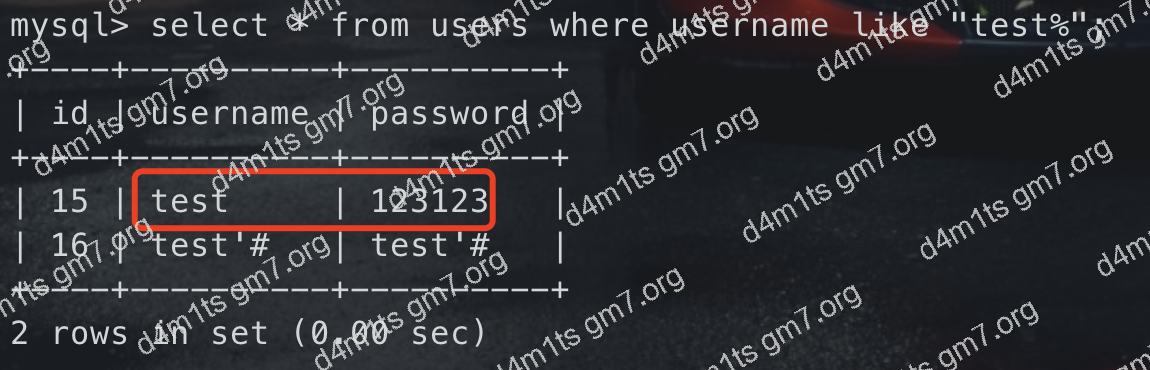 mysql> select * from users where username like "test%";
+----+----------+----------+
| id | username | password |
+----+----------+----------+
| 15 | test     | 123123   |
| 16 | test'#   | test'#   |
+----+----------+----------+
2 rows in set (0.00 sec)
d4m1ts gm7.org